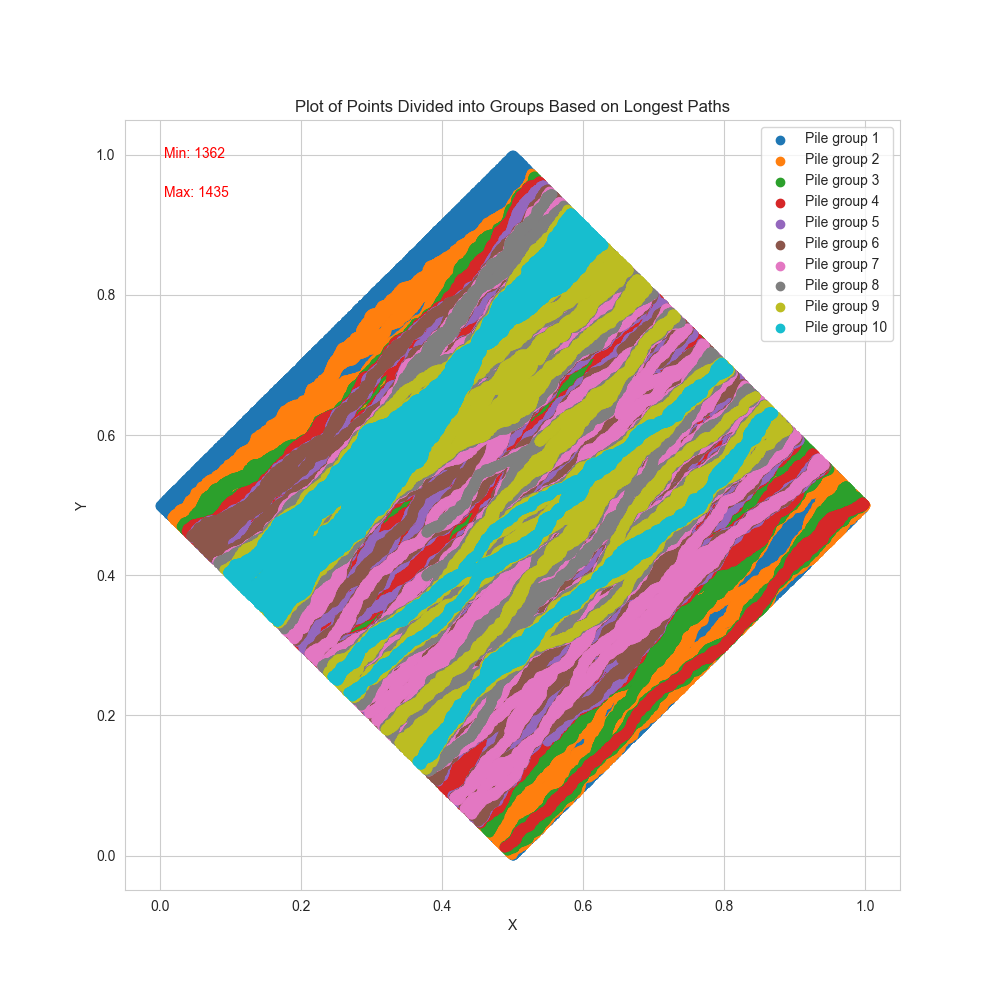 Plot of Points Divided into Groups Based on Longest Paths
Min: 1362
Max: 1435
Pile group 1
Pile group 2
Pile group 3
Pile group 4
Pile group 5
Pile group 6
Pile group 7
Pile group 8
Pile group 9
Pile group 10
Y
1.0
0.8
0.6
0.4
0.2
0.0
0.0 0.2 0.4 0.6 0.8 1.0
X